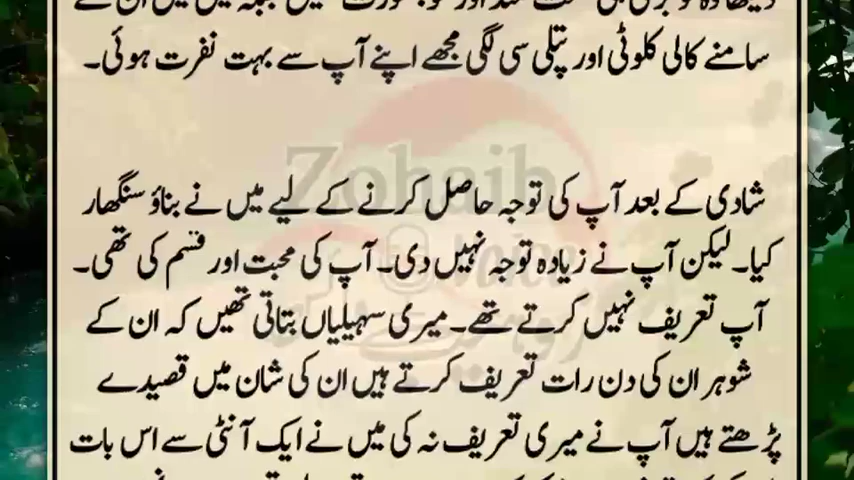 سامنے کالی کلوٹی اور پتلی سی لگی مجھے اپنے آپ سے بہت نفرت ہوئی۔
Zohaib
شادی کے بعد آپ کی توجہ حاصل کرنے کے لیے میں نے بناؤ سنگھار
کیا۔ لیکن آپ نے زیادہ توجہ نہیں دی۔ آپ کی محبت اور قسم کی تھی۔
Voice
آپ تعریف نہیں کرتے تھے۔ میری سہیلیاں بتاتی تھیں کہ ان کے
شوہر ان کی دن رات تعریف کرتے ہیں ان کی شان میں قصیدے
پڑھتے ہیں آپ نے میری تعریف نہ کی میں نے ایک آنٹی سے اس بات